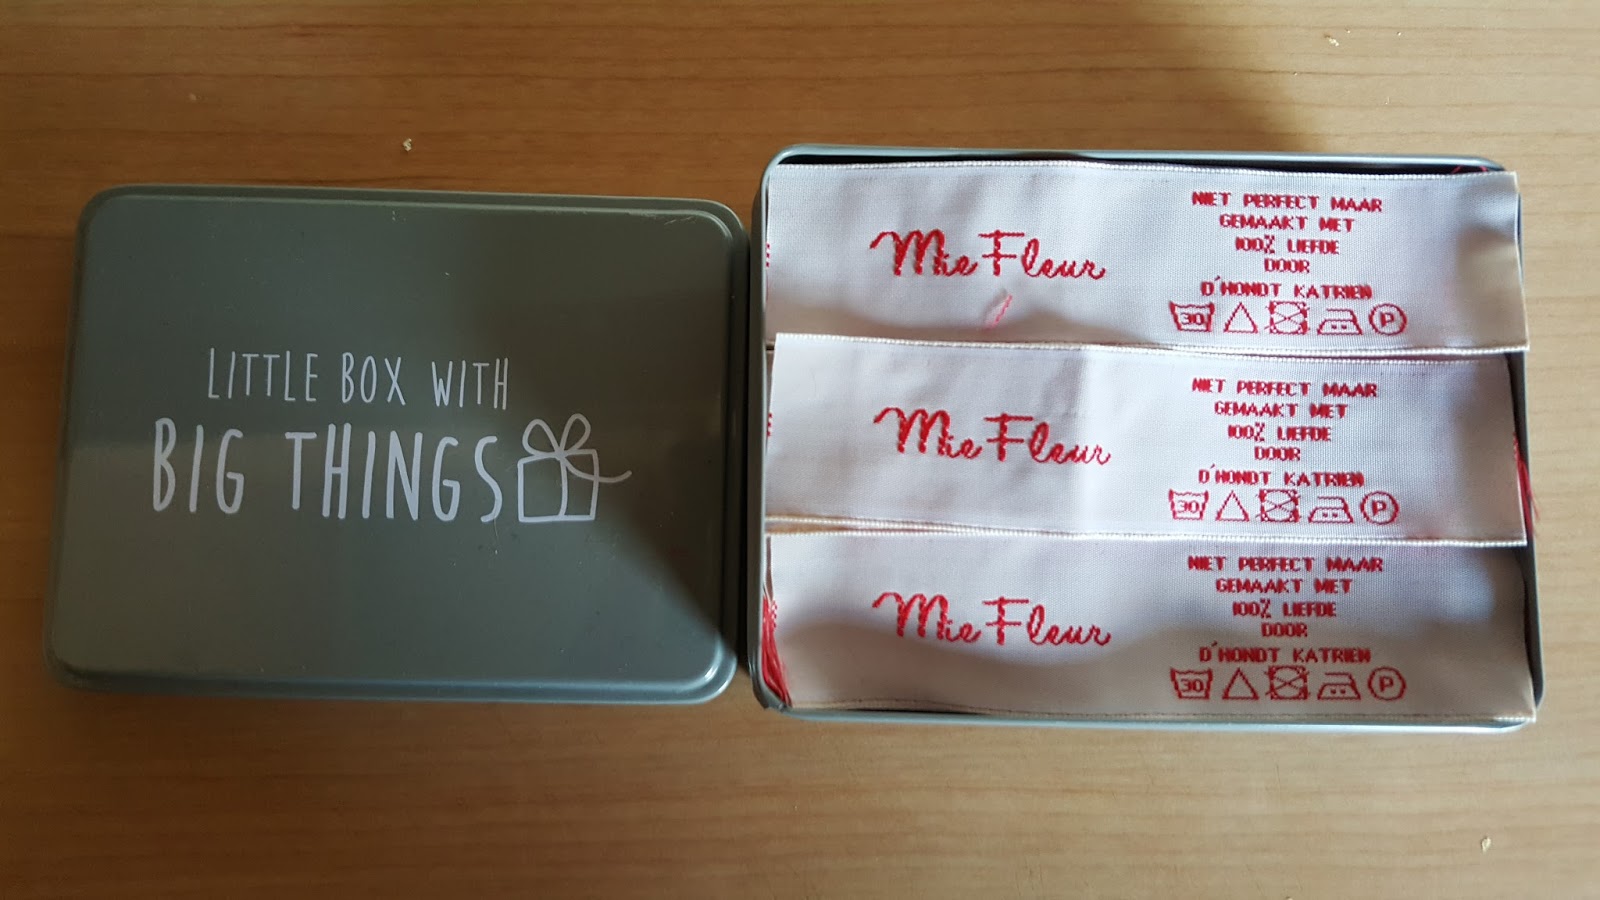 LITTLE BOX WITH
BIG THINGS
Mie Fleur
NIET PERFECT MAAR
GEMAAKT MET
100% LIEFDE
DOOR
D'HONDT KATRIEN
30 P
Mie Fleur
NIET PERFECT MAAR
GEMAAKT MET
100% LIEFDE
DOOR
D'HONDT KATRIEN
30 P
Mie Fleur
NIET PERFECT MAAR
GEMAAKT MET
100% LIEFDE
DOOR
D'HONDT KATRIEN
30 P